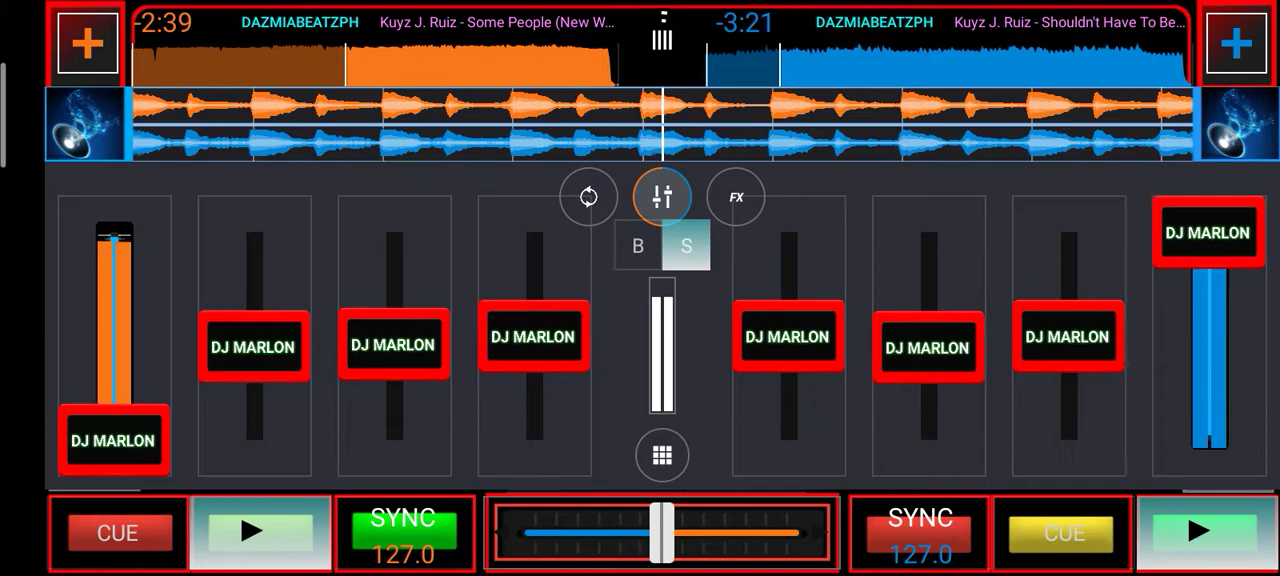 -2:39
DAZMIABEATZPH
Kuyz J. Ruiz - Some People (New W...
-3:21
DAZMIABEATZPH
Kuyz J. Ruiz - Shouldn't Have To Be...
FX
B S
DJ MARLON
DJ MARLON
DJ MARLON
DJ MARLON
DJ MARLON
DJ MARLON
DJ MARLON
DJ MARLON
CUE
SYNC
127.0
SYNC
127.0
CUE